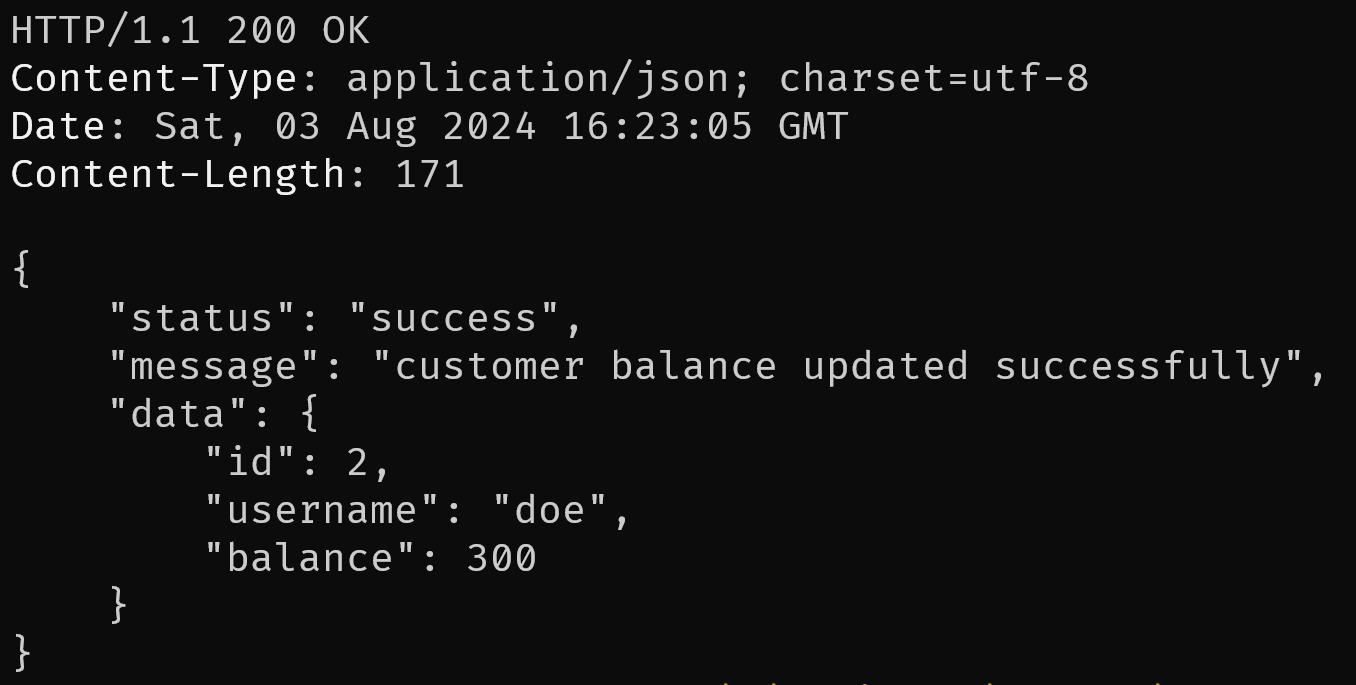 HTTP/1.1 200 OK
Content-Type: application/json; charset=utf-8
Date: Sat, 03 Aug 2024 16:23:05 GMT
Content-Length: 171

{
    "status": "success",
    "message": "customer balance updated successfully",
    "data": {
        "id": 2,
        "username": "doe",
        "balance": 300
    }
}